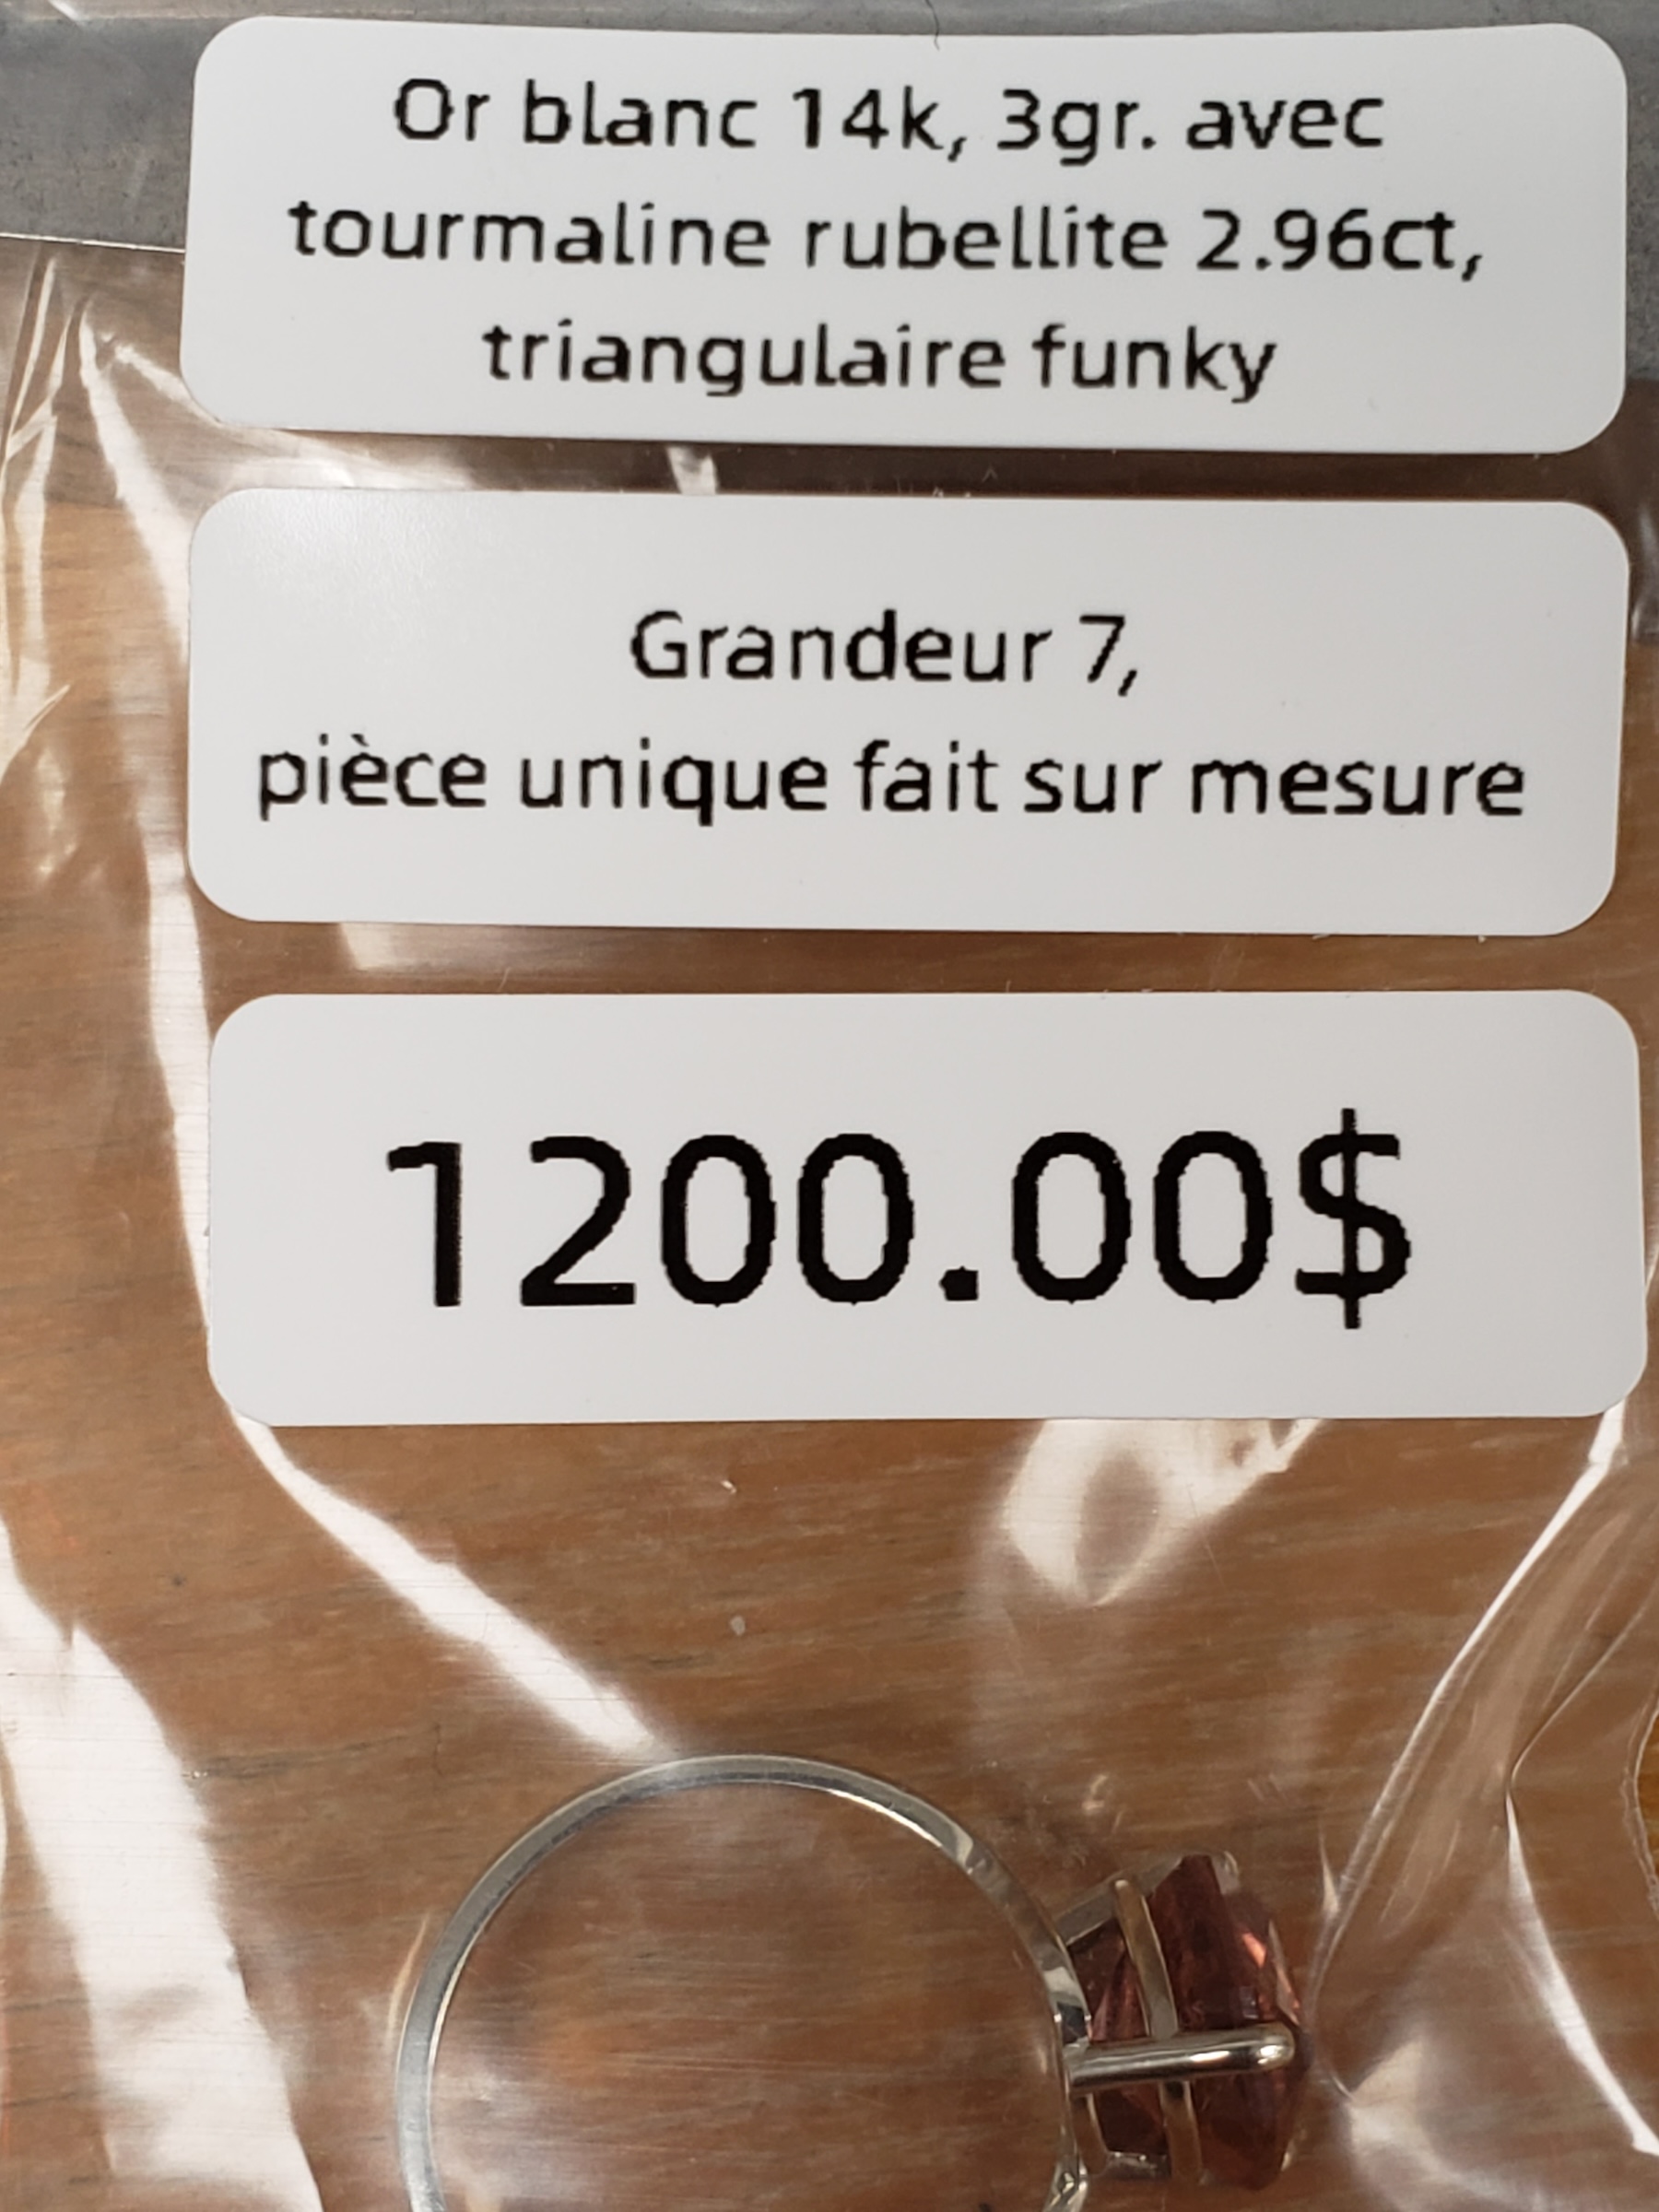 Or blanc 14k, 3gr. avec
tourmaline rubellite 2.96ct,
triangulaire funky
Grandeur 7,
pièce unique fait sur mesure
1200.00$